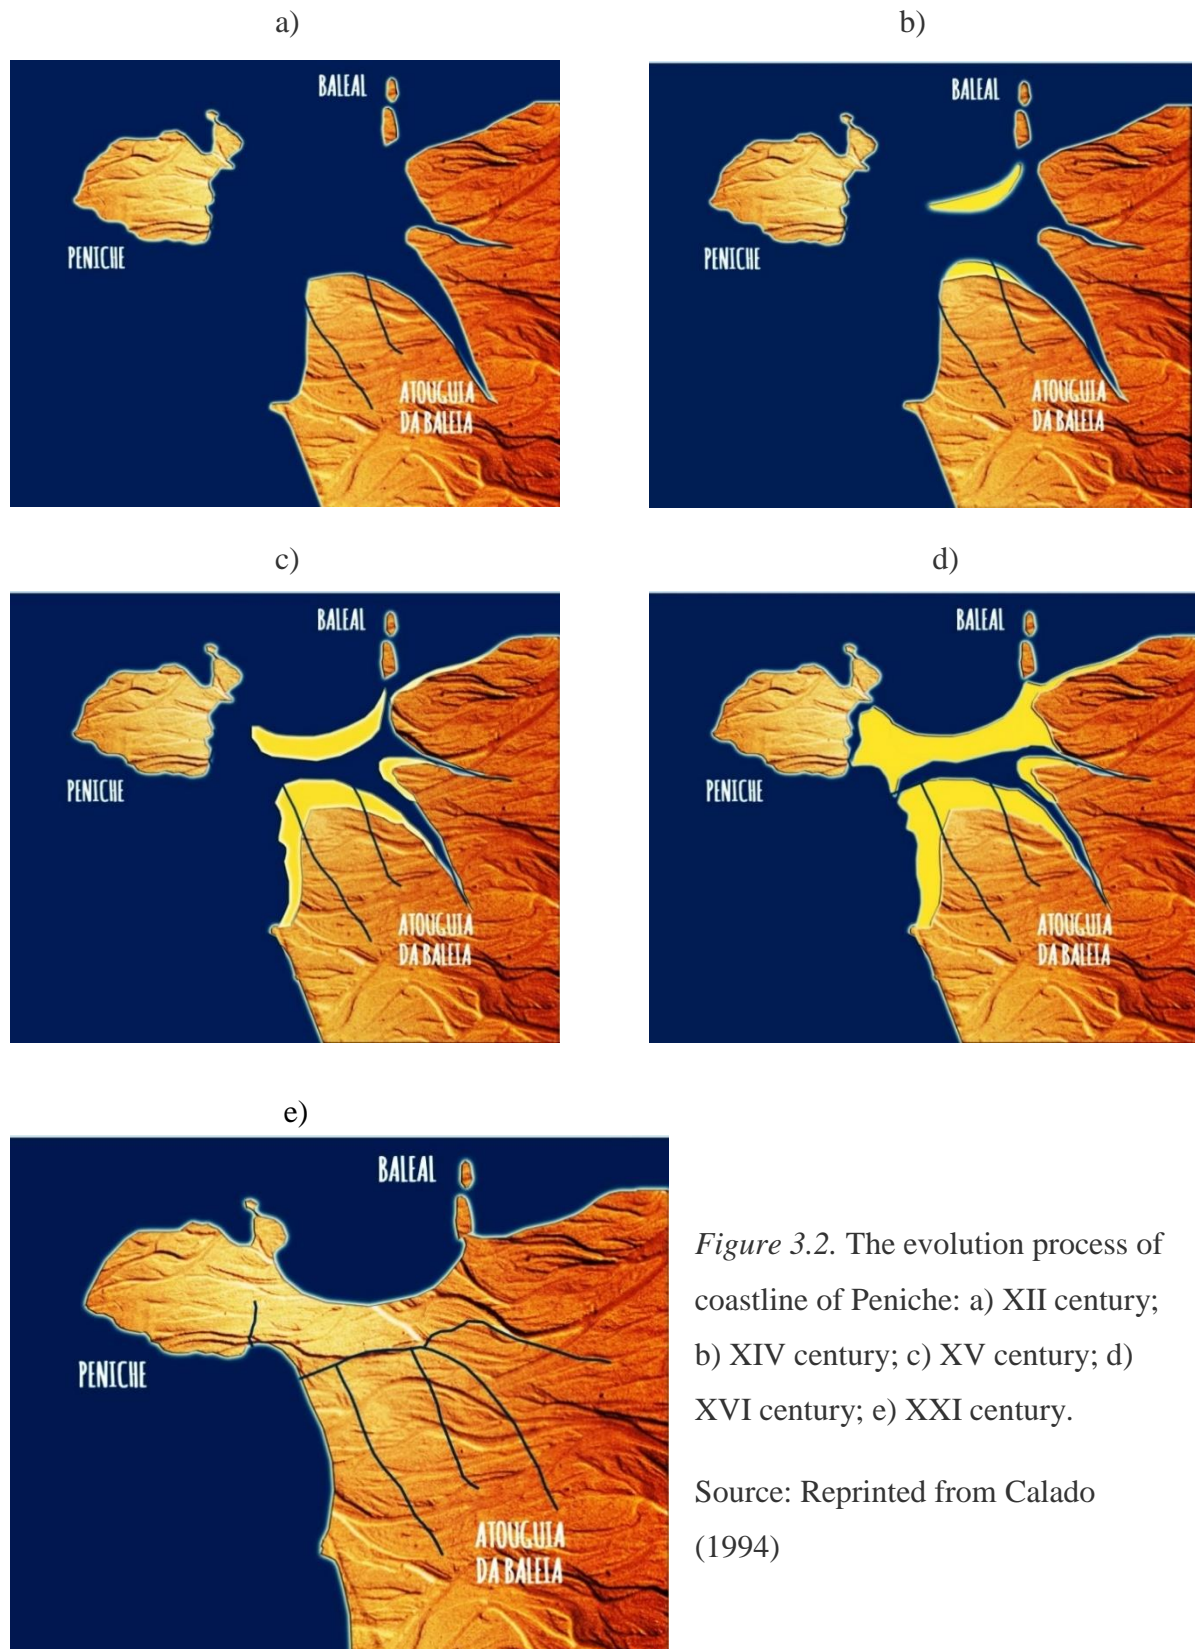 a)
b)
BALEAL
PENICHE
ATOUGUIA
DA BALEIA
BALEAL
PENICHE
ATOUGUIA
DA BALEIA
c)
d)
BALEAL
PENICHE
ATOUGUIA
DA BALEIA
BALEAL
PENICHE
ATOUGUIA
DA BALEIA
e)
BALEAL
PENICHE
ATOUGUIA
DA BALEIA
Figure 3.2. The evolution process of
coastline of Peniche: a) XII century;
b) XIV century; c) XV century; d)
XVI century; e) XXI century.
Source: Reprinted from Calado
(1994)